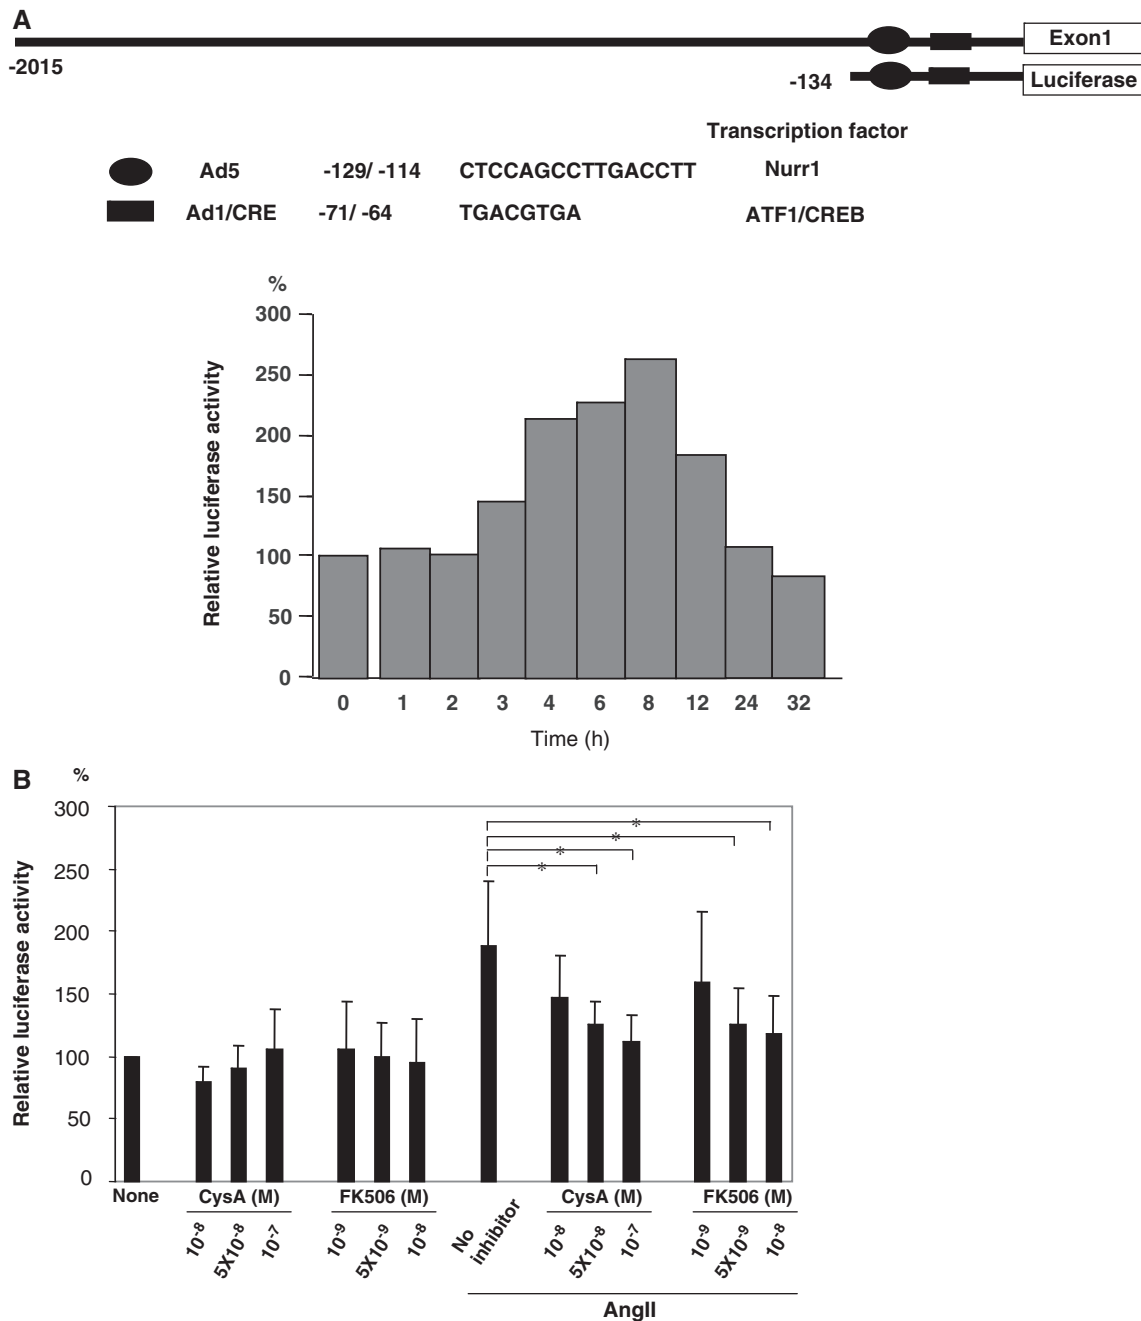 A
Exon1
-2015
-134
Luciferase
Transcription factor
Ad5 -129/ -114 CTCCAGCCTTGACCTT Nurr1
Ad1/CRE -71/ -64 TGACGTGA ATF1/CREB
%
300
250
200
150
100
50
0
Relative luciferase activity
0 1 2 3 4 6 8 12 24 32
Time (h)
B
%
300
250
200
150
100
50
0
Relative luciferase activity
* * * *
None CysA (M) FK506 (M) No inhibitor CysA (M) FK506 (M)
10⁻⁸ 5X10⁻⁸ 10⁻⁷ 10⁻⁹ 5X10⁻⁹ 10⁻⁸ 10⁻⁸ 5X10⁻⁸ 10⁻⁷ 10⁻⁹ 5X10⁻⁹ 10⁻⁸
AngII